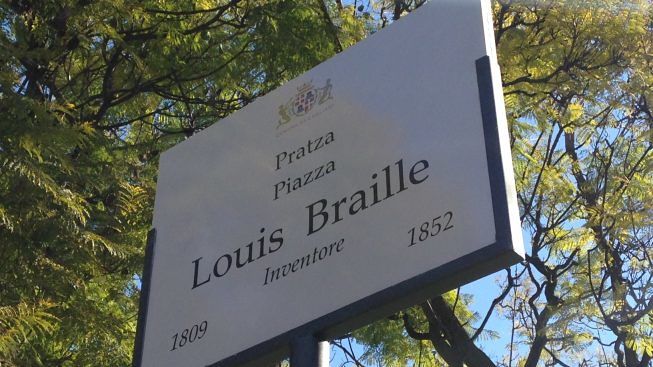 Pratza
Piazza
Louis Braille
Inventore
1809 1852